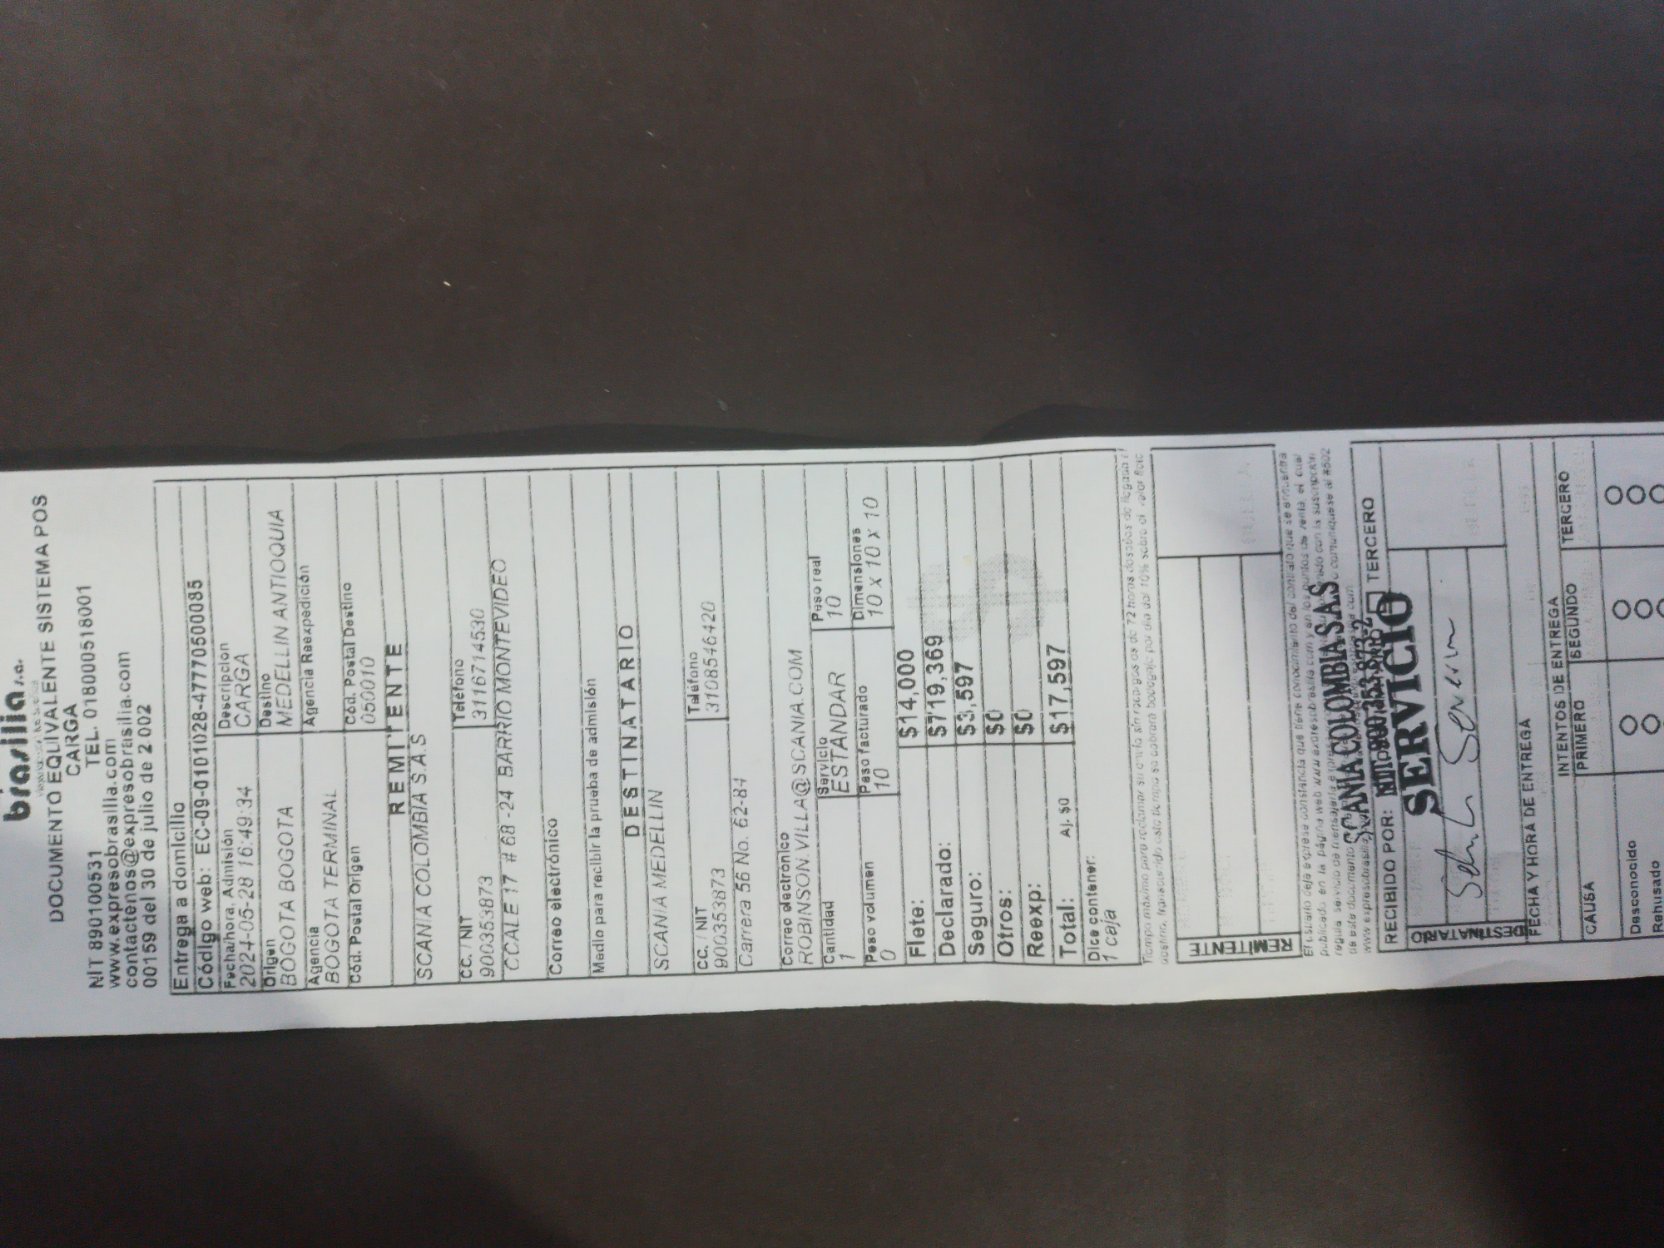 brasilia s.a.
DOCUMENTO EQUIVALENTE SISTEMA POS
CARGA
NIT 890100531 TEL. 018000518001
www.expresobrasilia.com
contactenos@expresobrasilia.com
00159 del 30 de julio de 2002
Entrega a domicilio
Código web: EC-09-0101028-47770500085
Fecha/hora. Admisión Descripción
2024-05-28 16:49:34 CARGA
Origen Destino
BOGOTA BOGOTA MEDELLIN ANTIOQUIA
Agencia Agencia Reexpedición
BOGOTA TERMINAL
Cód. Postal Origen Cód. Postal Destino
050010
REMITENTE
SCANIA COLOMBIA S.A.S
CC. / NIT Teléfono
900353873 3116714530
CCALE 17 # 68 -24 BARRIO MONTEVIDEO
Correo electrónico
Medio para recibir la prueba de admisión
DESTINATARIO
SCANIA MEDELLIN
CC. / NIT Teléfono
900353873 3108546420
Carrera 56 No. 62-84
Correo electrónico
ROBINSON.VILLA@SCANIA.COM
Cantidad Servicio Peso real
1 ESTANDAR 10
Peso volumen Peso facturado Dimensiones
0 10 10 x 10 x 10
Flete: $14,000
Declarado: $719,369
Seguro: $3,597
Otros: $0
Reexp: $0
Total: Aj. $0 $17,597
Dice contener:
1 ceja
REMITENTE
SCANIA COLOMBIA S.A.S
RECIBIDO POR: TERCERO
SERVICIO
DESTINATARIO
FECHA Y HORA DE ENTREGA
INTENTOS DE ENTREGA
CAUSA PRIMERO SEGUNDO TERCERO
Desconocido
Rehusado